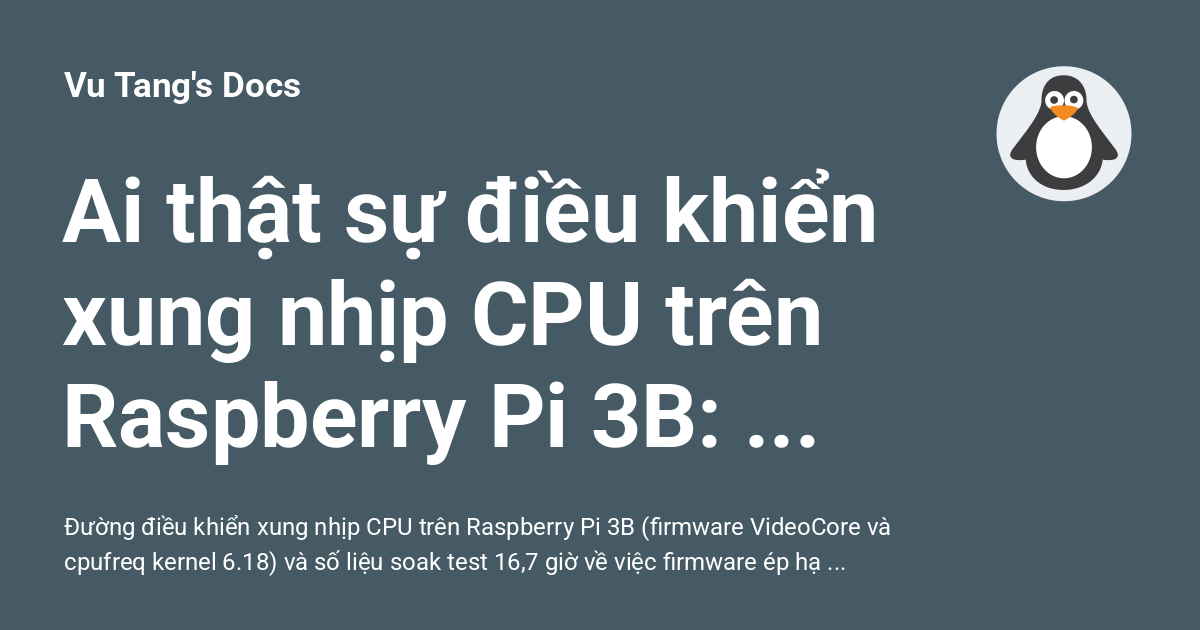 Vu Tang's Docs
Ai thật sự điều khiển
xung nhịp CPU trên
Raspberry Pi 3B: ...
Đường điều khiển xung nhịp CPU trên Raspberry Pi 3B (firmware VideoCore và
cpufreq kernel 6.18) và số liệu soak test 16,7 giờ về việc firmware ép hạ ...